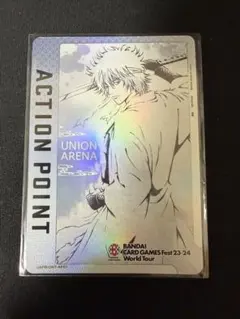 ACTION POINT
UNION
ARENA
BANDAI
CARD GAMES Fest 23-24
World Tour